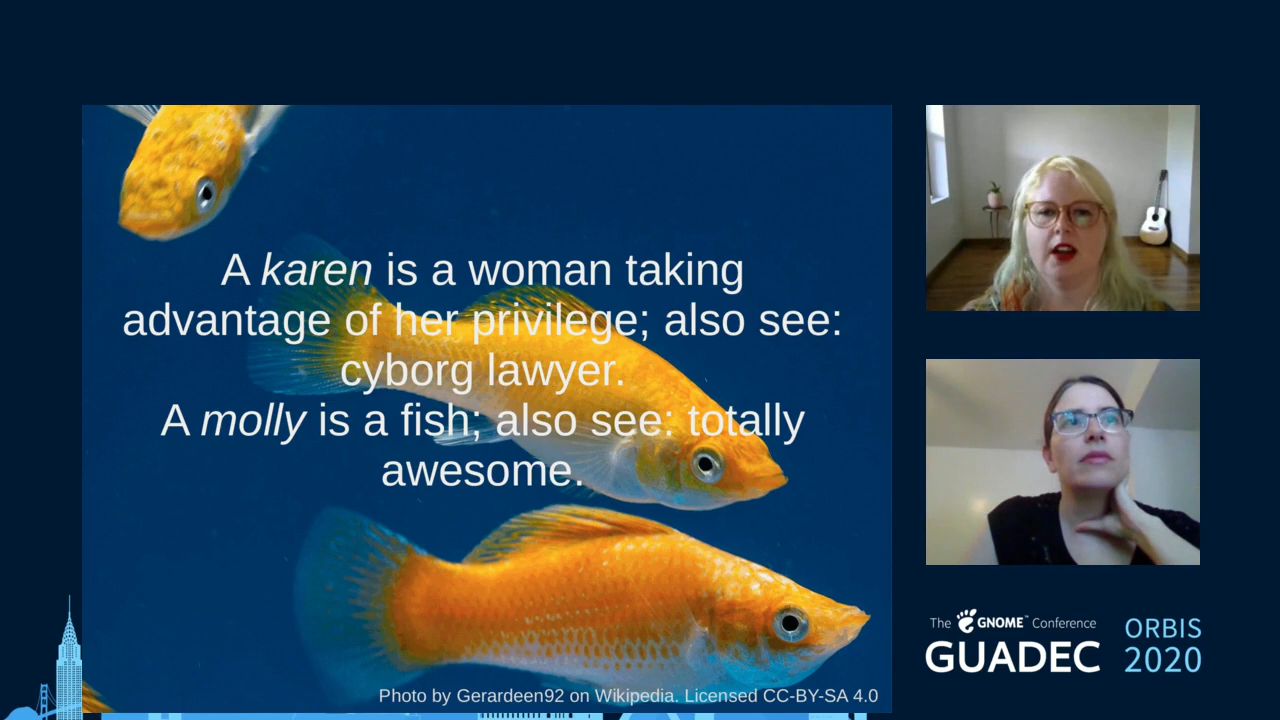 A karen is a woman taking
advantage of her privilege; also see:
cyborg lawyer.
A molly is a fish; also see: totally
awesome.
Photo by Gerardeen92 on Wikipedia. Licensed CC-BY-SA 4.0
The GNOME™ Conference
GUADEC
ORBIS
2020